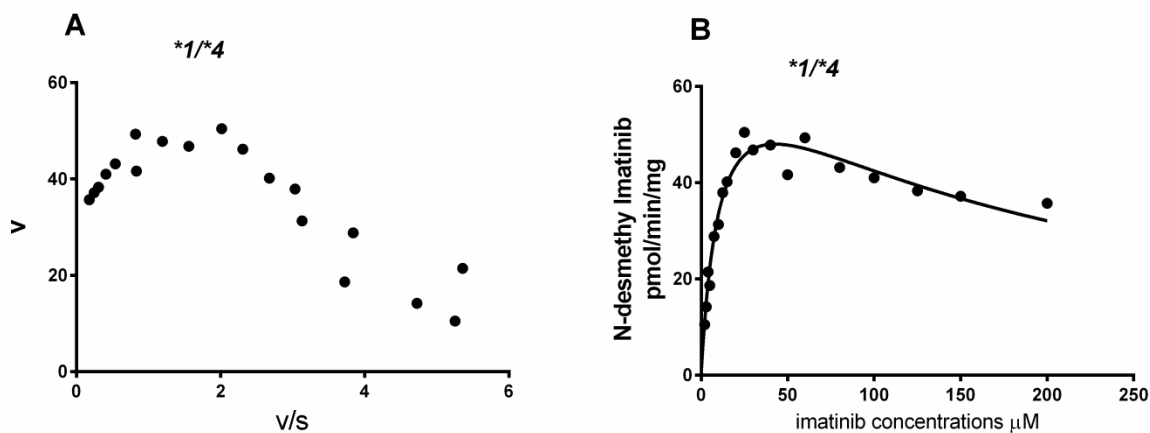 A
*1/*4
60
40
20
0
v
0 2 4 6
v/s
B
*1/*4
60
40
20
0
N-desmethy Imatinib
pmol/min/mg
0 50 100 150 200 250
imatinib concentrations μM